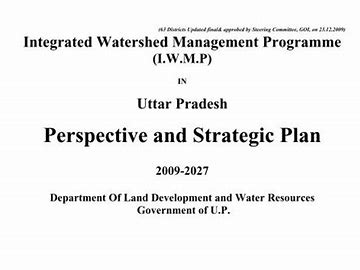 (63 Districts Updated final& approved by Steering Committee, GOI, on 23.12.2009)
Integrated Watershed Management Programme
(I.W.M.P)
IN
Uttar Pradesh
Perspective and Strategic Plan
2009-2027
Department Of Land Development and Water Resources
Government of U.P.